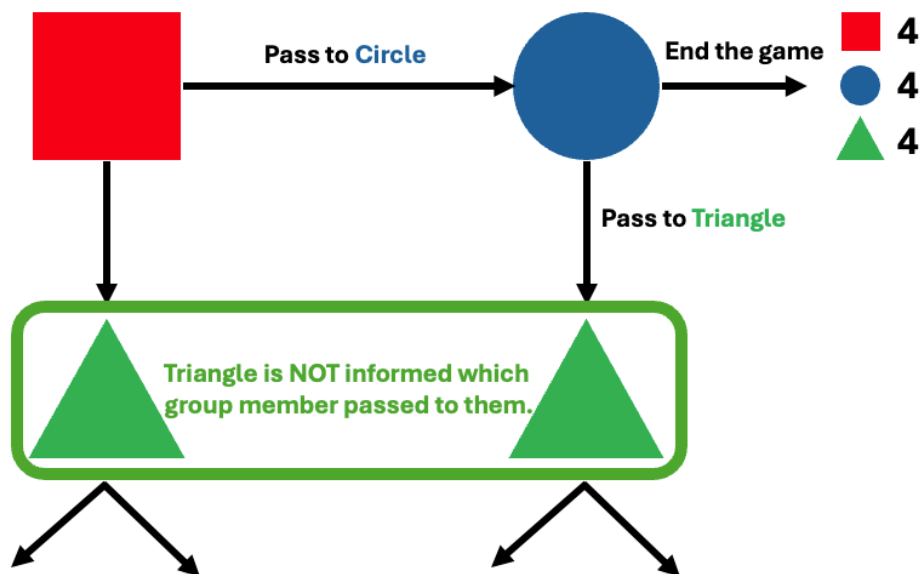 Pass to Circle
End the game
4
4
4
Pass to Triangle
Triangle is NOT informed which
group member passed to them.